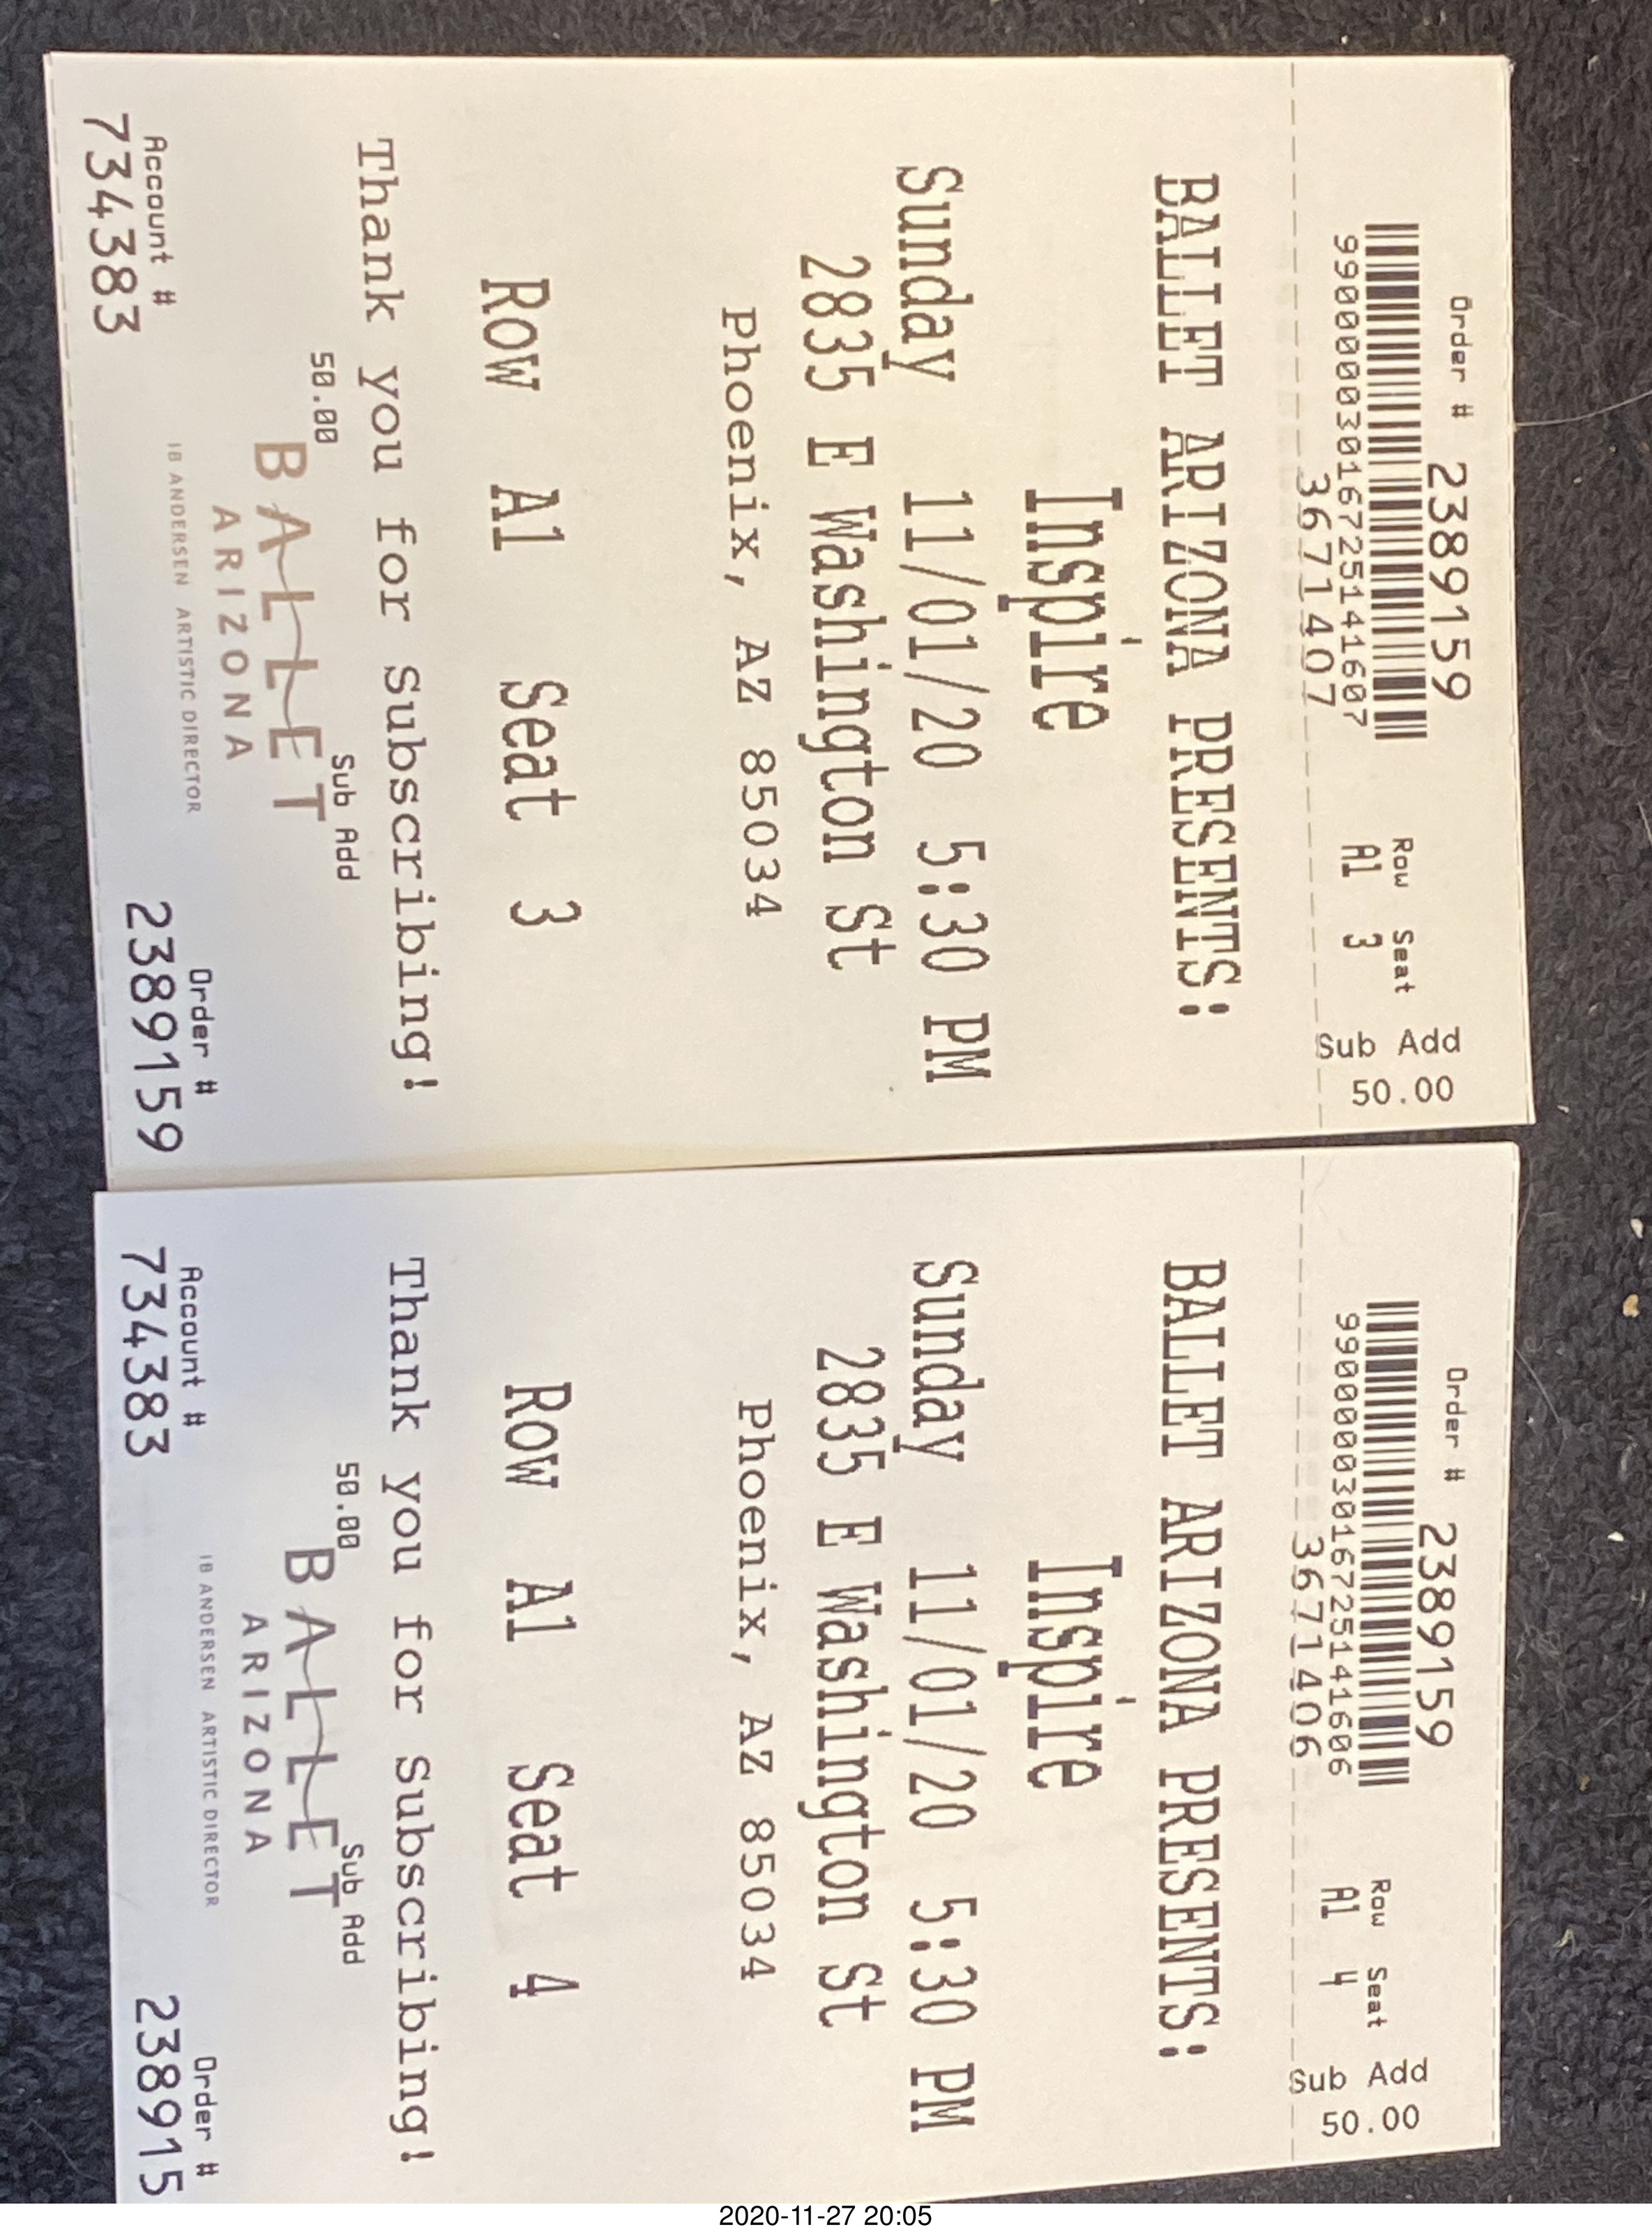 Order # 2389159
990000003016725141607
3671407
Row Seat
A1 3
Sub Add
50.00
BALLET ARIZONA PRESENTS:
Inspire
Sunday 11/01/20 5:30 PM
2835 E Washington St
Phoenix, AZ 85034
Row A1 Seat 3
Thank you for Subscribing!
50.00 Sub Add
BALLET
ARIZONA
IB ANDERSEN ARTISTIC DIRECTOR
Account # Order #
734383 2389159
Order # 2389159
990000003016725141606
3671406
Row Seat
A1 4
Sub Add
50.00
BALLET ARIZONA PRESENTS:
Inspire
Sunday 11/01/20 5:30 PM
2835 E Washington St
Phoenix, AZ 85034
Row A1 Seat 4
Thank you for Subscribing!
50.00 Sub Add
BALLET
ARIZONA
IB ANDERSEN ARTISTIC DIRECTOR
Account # Order #
734383 238915
2020-11-27 20:05